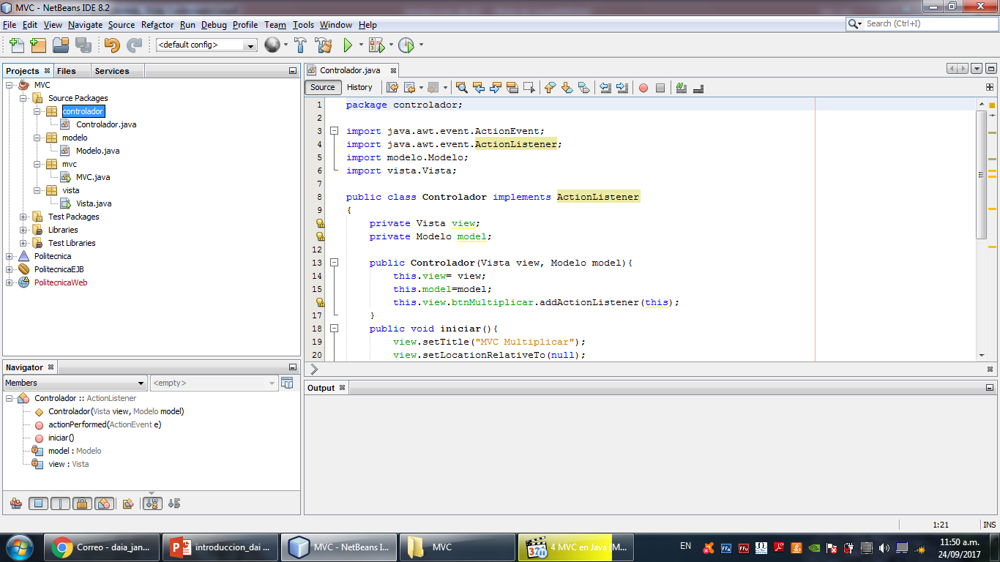 MVC - NetBeans IDE 8.2
File Edit View Navigate Source Refactor Run Debug Profile Team Tools Window Help
Search (Ctrl+I)
<default config>
Projects Files Services
MVC
Source Packages
controlador
Controlador.java
modelo
Modelo.java
mvc
MVC.java
vista
Vista.java
Test Packages
Libraries
Test Libraries
Politecnica
PolitecnicaEJB
PolitecnicaWeb
Navigator
Members <empty>
Controlador :: ActionListener
Controlador(Vista view, Modelo model)
actionPerformed(ActionEvent e)
iniciar()
model : Modelo
view : Vista
Controlador.java
Source History
1 package controlador;
2
3 import java.awt.event.ActionEvent;
4 import java.awt.event.ActionListener;
5 import modelo.Modelo;
6 import vista.Vista;
7
8 public class Controlador implements ActionListener
9 {
private Vista view;
private Modelo model;
12
13 public Controlador(Vista view, Modelo model){
14 this.view= view;
15 this.model=model;
this.view.btnMultiplicar.addActionListener(this);
17 }
18 public void iniciar(){
19 view.setTitle("MVC Multiplicar");
20 view.setLocationRelativeTo(null);
Output
1:21 INS
Correo - daia_jan... introduccion_dai ... MVC - NetBeans I... MVC 4 MVC en Java M...
EN
11:50 a.m.
24/09/2017